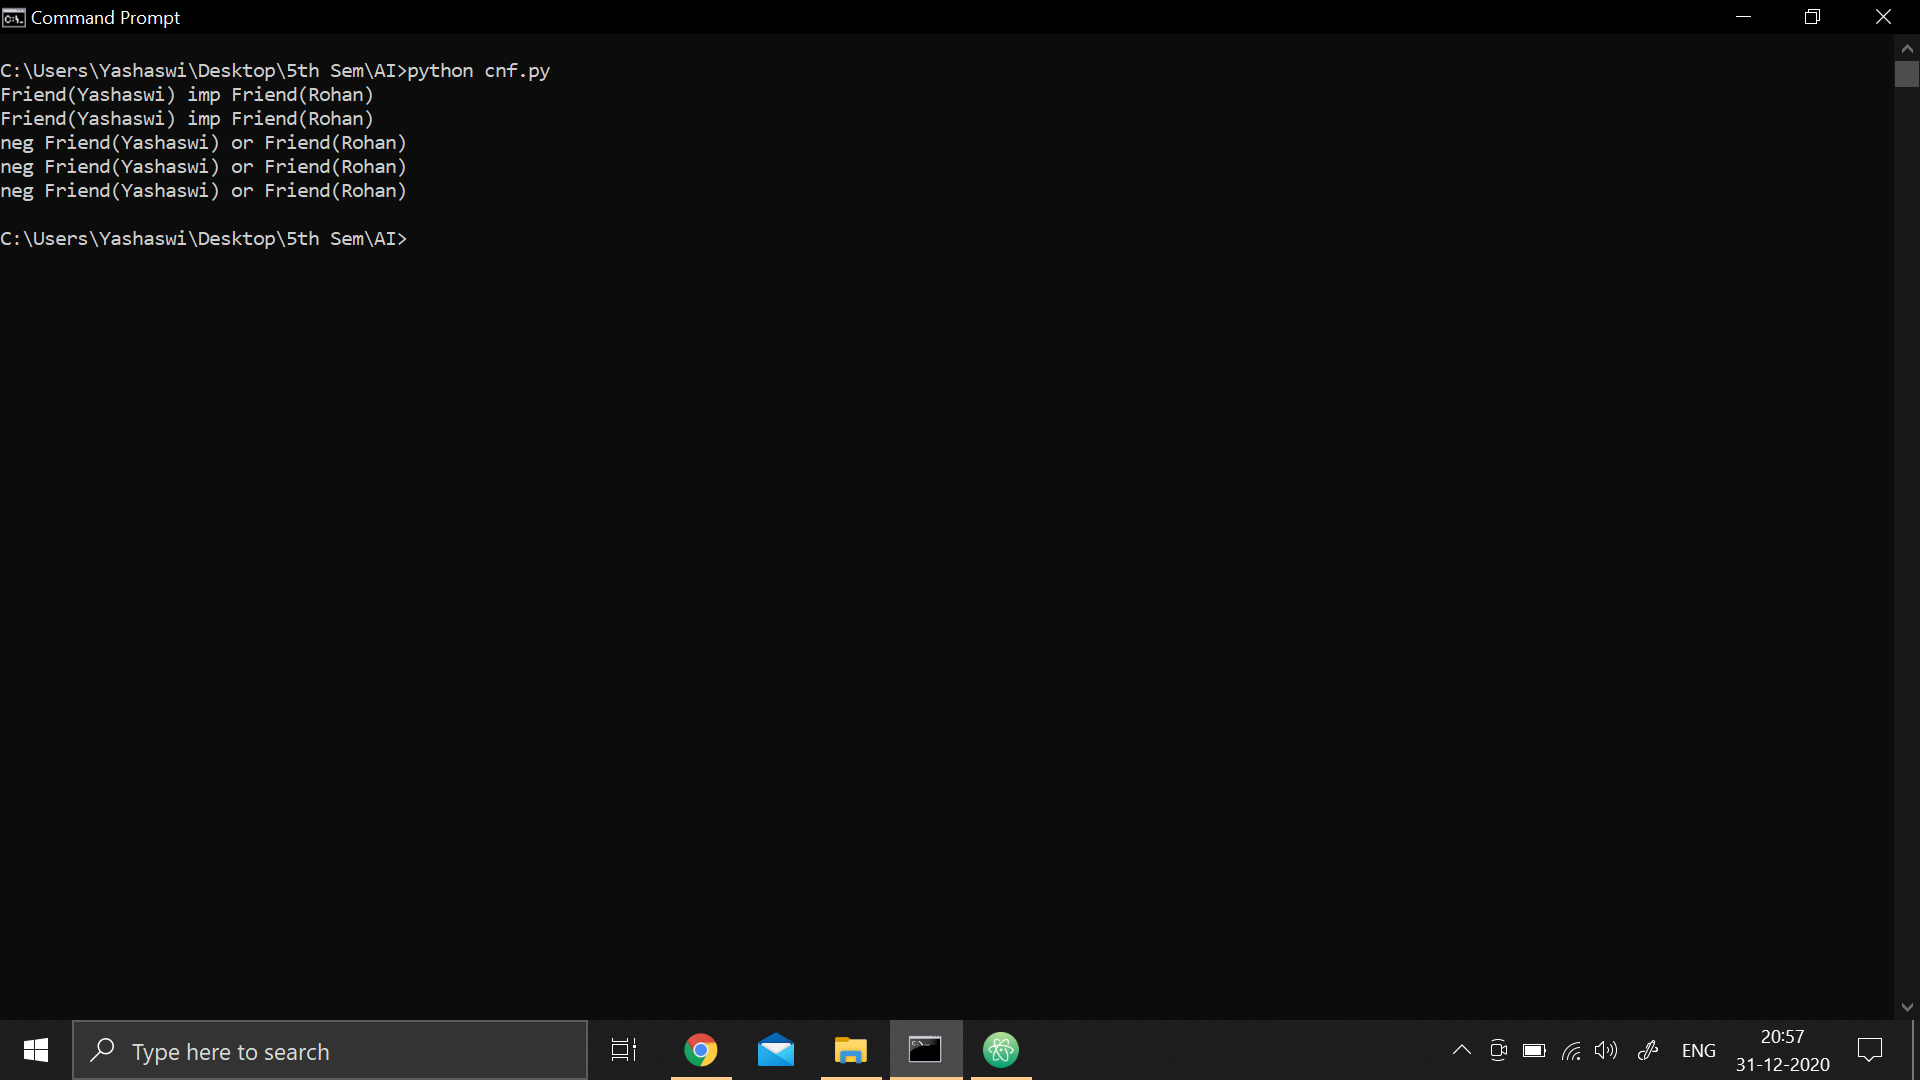 Command Prompt
C:\Users\Yashaswi\Desktop\5th Sem\AI>python cnf.py
Friend(Yashaswi) imp Friend(Rohan)
Friend(Yashaswi) imp Friend(Rohan)
neg Friend(Yashaswi) or Friend(Rohan)
neg Friend(Yashaswi) or Friend(Rohan)
neg Friend(Yashaswi) or Friend(Rohan)
C:\Users\Yashaswi\Desktop\5th Sem\AI>
Type here to search
ENG
20:57
31-12-2020